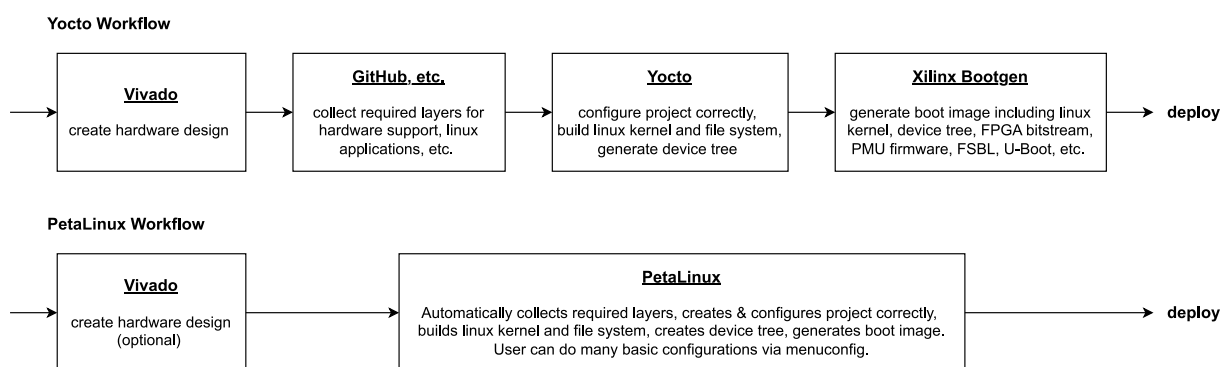 Yocto Workflow
Vivado
create hardware design
GitHub, etc.
collect required layers for
hardware support, linux
applications, etc.
Yocto
configure project correctly,
build linux kernel and file system,
generate device tree
Xilinx Bootgen
generate boot image including linux
kernel, device tree, FPGA bitstream,
PMU firmware, FSBL, U-Boot, etc.
deploy
PetaLinux Workflow
Vivado
create hardware design
(optional)
PetaLinux
Automatically collects required layers, creates & configures project correctly,
builds linux kernel and file system, creates device tree, generates boot image.
User can do many basic configurations via menuconfig.
deploy